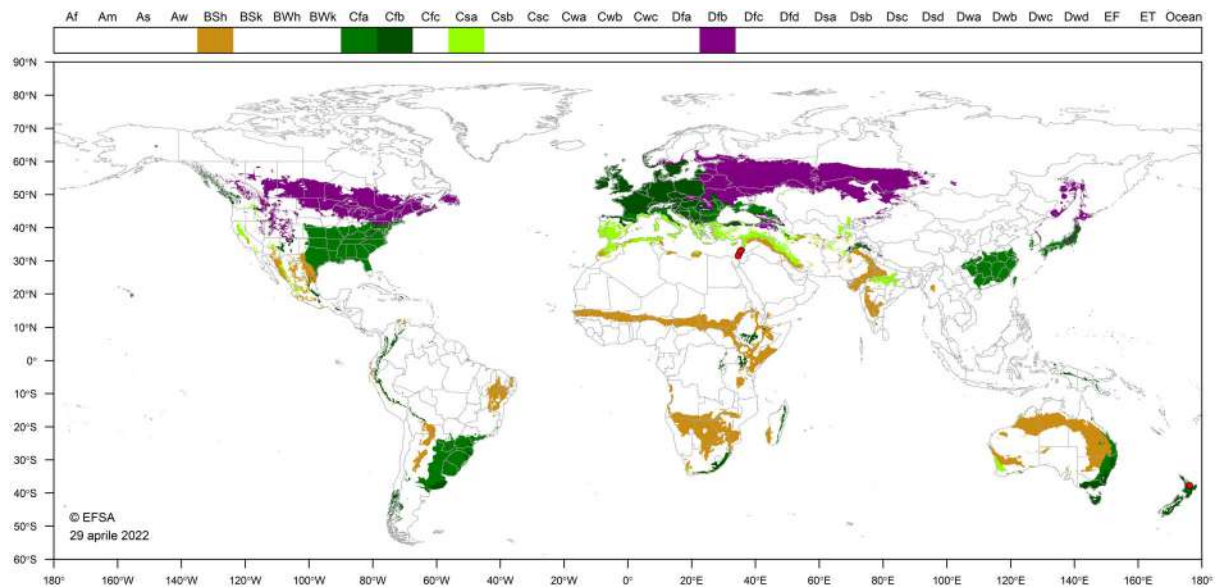 Af Am As Aw BSh BSk BWh BWk Cfa Cfb Cfc Csa Csb Csc Cwa Cwb Cwc Dfa Dfb Dfc Dfd Dsa Dsb Dsc Dsd Dwa Dwb Dwc Dwd EF ET Ocean
90°N
80°N
70°N
60°N
50°N
40°N
30°N
20°N
10°N
0°
10°S
20°S
30°S
40°S
50°S
60°S
© EFSA
29 aprile 2022
180° 160°W 140°W 120°W 100°W 80°W 60°W 40°W 20°W 0° 20°E 40°E 60°E 80°E 100°E 120°E 140°E 160°E 180°